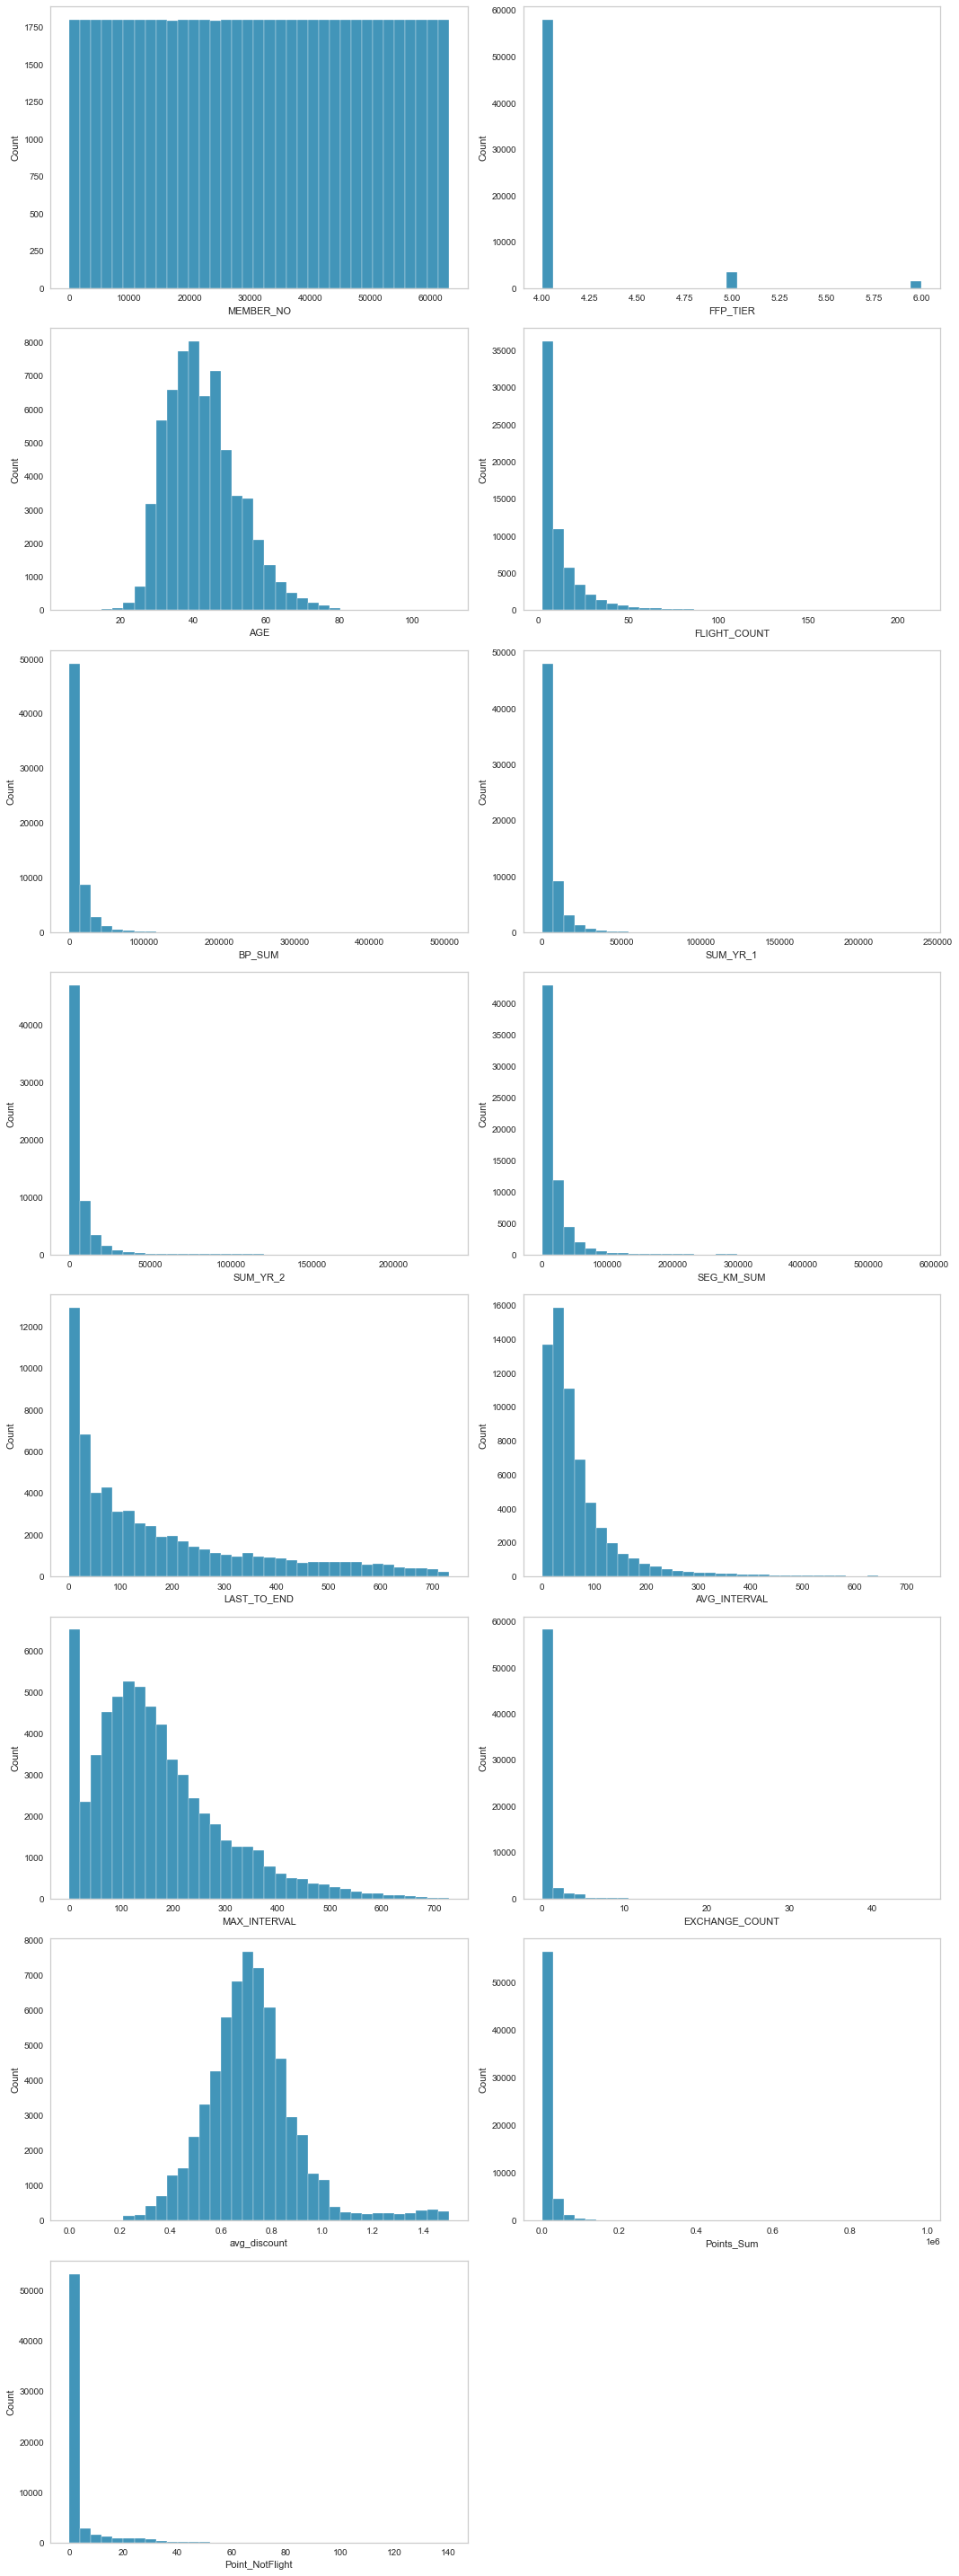 Count
1750
1500
1250
1000
750
500
250
0
0 10000 20000 30000 40000 50000 60000
MEMBER_NO
Count
60000
50000
40000
30000
20000
10000
0
4.00 4.25 4.50 4.75 5.00 5.25 5.50 5.75 6.00
FFP_TIER
Count
8000
7000
6000
5000
4000
3000
2000
1000
0
20 40 60 80 100
AGE
Count
35000
30000
25000
20000
15000
10000
5000
0
0 50 100 150 200
FLIGHT_COUNT
Count
50000
40000
30000
20000
10000
0
0 100000 200000 300000 400000 500000
BP_SUM
Count
50000
40000
30000
20000
10000
0
0 50000 100000 150000 200000 250000
SUM_YR_1
Count
40000
30000
20000
10000
0
0 50000 100000 150000 200000
SUM_YR_2
Count
40000
35000
30000
25000
20000
15000
10000
5000
0
0 100000 200000 300000 400000 500000 600000
SEG_KM_SUM
Count
12000
10000
8000
6000
4000
2000
0
0 100 200 300 400 500 600 700
LAST_TO_END
Count
16000
14000
12000
10000
8000
6000
4000
2000
0
0 100 200 300 400 500 600 700
AVG_INTERVAL
Count
6000
5000
4000
3000
2000
1000
0
0 100 200 300 400 500 600 700
MAX_INTERVAL
Count
60000
50000
40000
30000
20000
10000
0
0 10 20 30 40
EXCHANGE_COUNT
Count
8000
7000
6000
5000
4000
3000
2000
1000
0
0.0 0.2 0.4 0.6 0.8 1.0 1.2 1.4
avg_discount
Count
50000
40000
30000
20000
10000
0
0.0 0.2 0.4 0.6 0.8 1.0
1e6
Points_Sum
Count
50000
40000
30000
20000
10000
0
0 20 40 60 80 100 120 140
Point_NotFlight